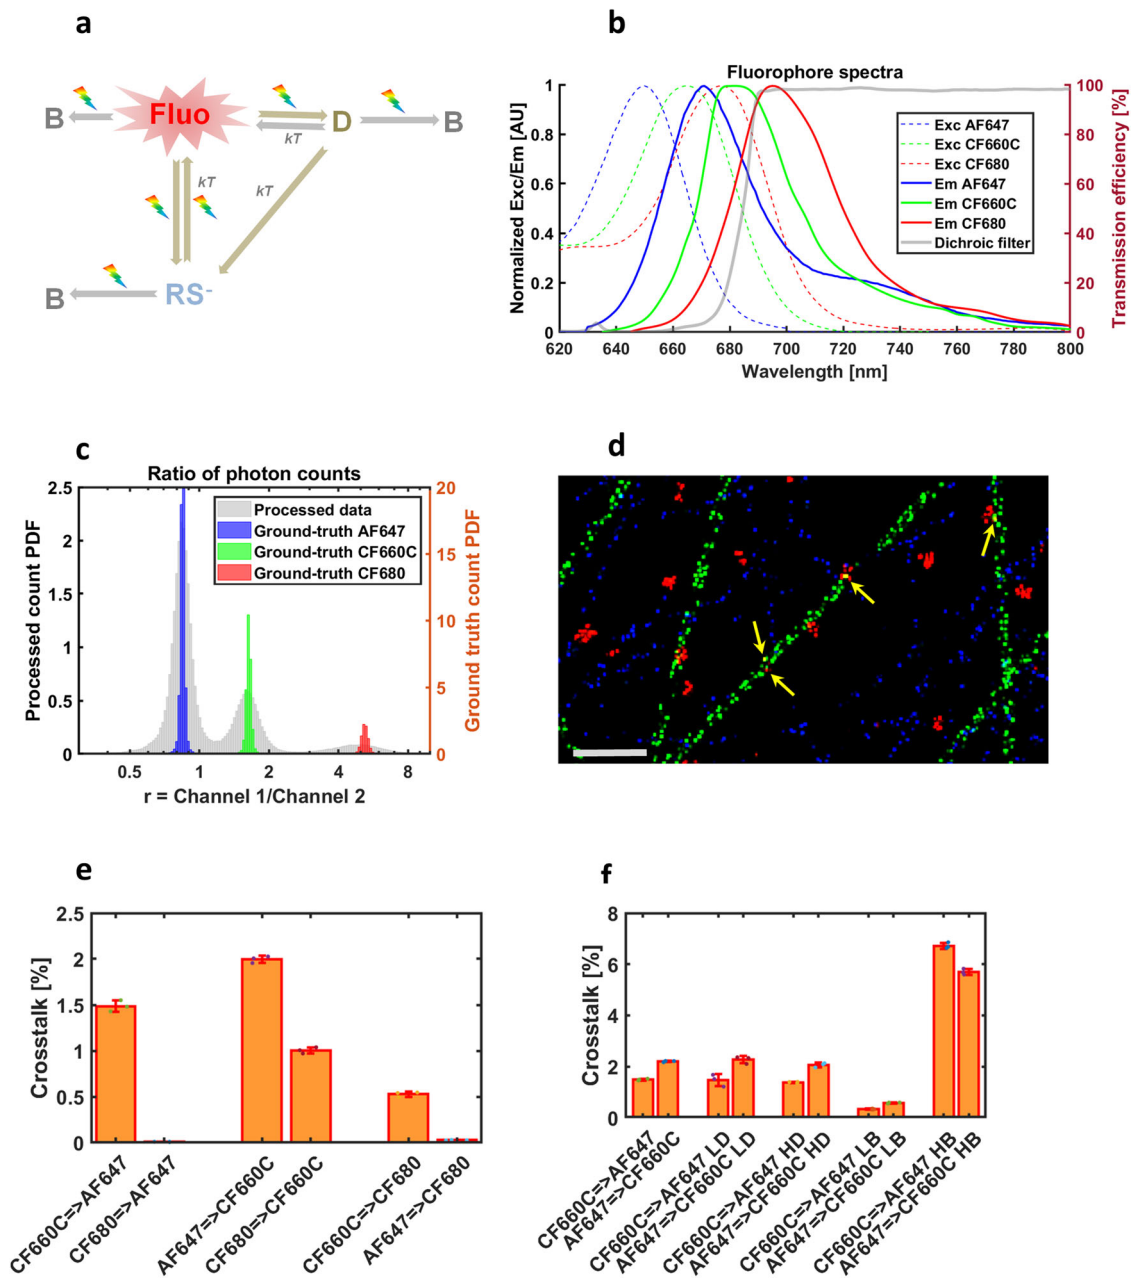 a
B
Fluo
D
B
kT
kT
kT
B
RS-
b
Fluorophore spectra
Normalized Exc/Em [AU]
1
0.8
0.6
0.4
0.2
0
100
80
60
40
20
0
Transmission efficiency [%]
Exc AF647
Exc CF660C
Exc CF680
Em AF647
Em CF660C
Em CF680
Dichroic filter
620 640 660 680 700 720 740 760 780 800
Wavelength [nm]
c
Ratio of photon counts
Processed count PDF
2.5
2
1.5
1
0.5
0
20
15
10
5
0
Ground truth count PDF
Processed data
Ground-truth AF647
Ground-truth CF660C
Ground-truth CF680
0.5 1 2 4 8
r = Channel 1/Channel 2
d
e
Crosstalk [%]
2.5
2
1.5
1
0.5
0
CF660C=>AF647
CF680=>AF647
AF647=>CF660C
CF680=>CF660C
CF660C=>CF680
AF647=>CF680
f
Crosstalk [%]
8
6
4
2
0
CF660C=>AF647
AF647=>CF660C
CF660C=>AF647 LD
AF647=>CF660C LD
CF660C=>AF647 HD
AF647=>CF660C HD
CF660C=>AF647 LB
AF647=>CF660C LB
CF660C=>AF647 HB
AF647=>CF660C HB